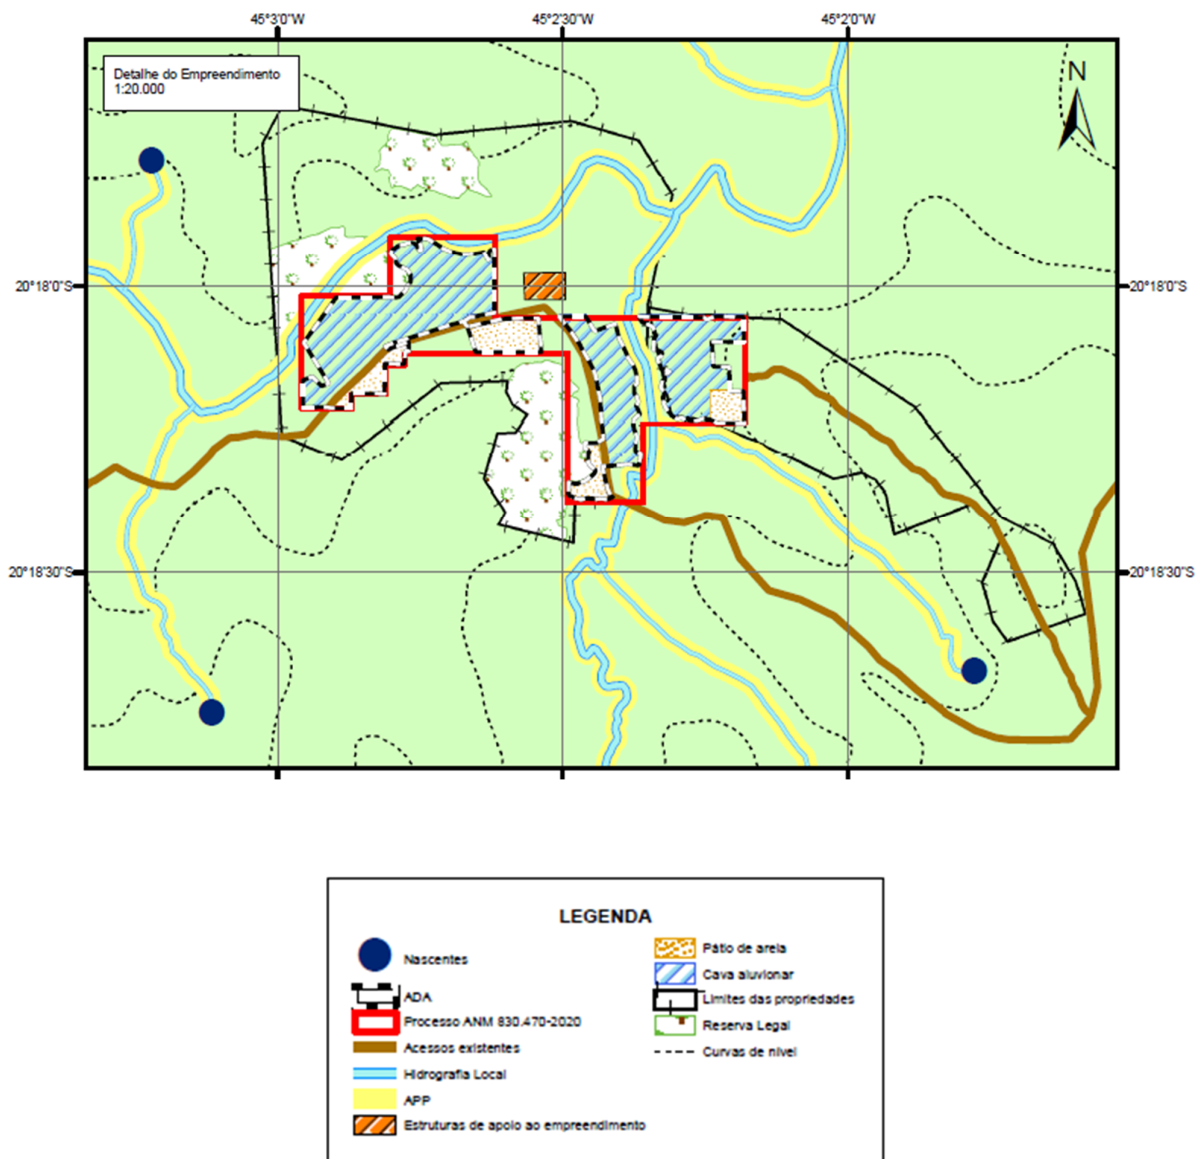 45°3'0"W
45°2'30"W
45°2'0"W
Detalhe do Empreendimento
1:20.000
N
20°18'0"S
20°18'0"S
20°18'30"S
20°18'30"S
LEGENDA
Nascentes
ADA
Processo ANM 830.470-2020
Acessos existentes
Hidrografia Local
APP
Estruturas de apoio ao empreendimento
Pátio de areia
Cava aluvionar
Limites das propriedades
Reserva Legal
Curvas de nível